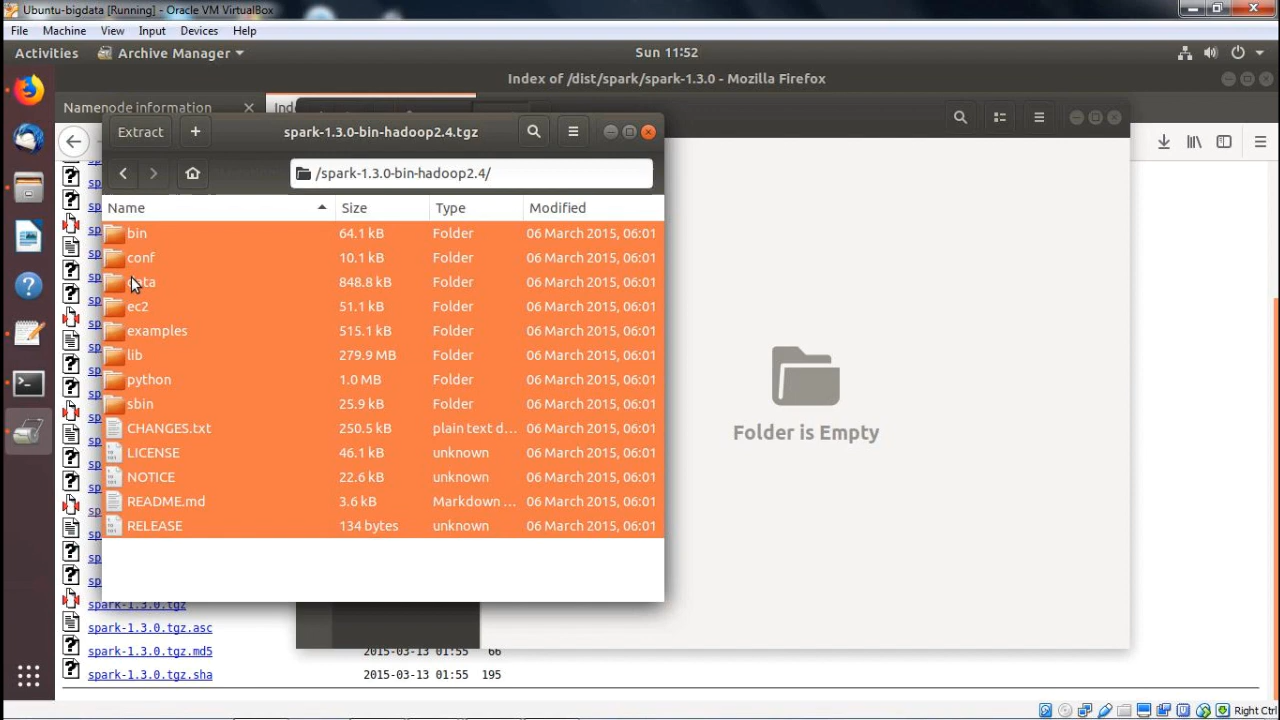 Ubuntu-bigdata [Running] - Oracle VM VirtualBox
File Machine View Input Devices Help
Activities Archive Manager Sun 11:52
Index of /dist/spark/spark-1.3.0 - Mozilla Firefox
Namenode information
Extract spark-1.3.0-bin-hadoop2.4.tgz
/spark-1.3.0-bin-hadoop2.4/
Name Size Type Modified
bin 64.1 kB Folder 06 March 2015, 06:01
conf 10.1 kB Folder 06 March 2015, 06:01
848.8 kB Folder 06 March 2015, 06:01
ec2 51.1 kB Folder 06 March 2015, 06:01
examples 515.1 kB Folder 06 March 2015, 06:01
lib 279.9 MB Folder 06 March 2015, 06:01
python 1.0 MB Folder 06 March 2015, 06:01
sbin 25.9 kB Folder 06 March 2015, 06:01
CHANGES.txt 250.5 kB plain text d... 06 March 2015, 06:01
LICENSE 46.1 kB unknown 06 March 2015, 06:01
NOTICE 22.6 kB unknown 06 March 2015, 06:01
README.md 3.6 kB Markdown ... 06 March 2015, 06:01
RELEASE 134 bytes unknown 06 March 2015, 06:01
Folder is Empty
spark-1.3.0.tgz
spark-1.3.0.tgz.asc
spark-1.3.0.tgz.md5 2015-03-13 01:55 66
spark-1.3.0.tgz.sha 2015-03-13 01:55 195
Right Ctrl